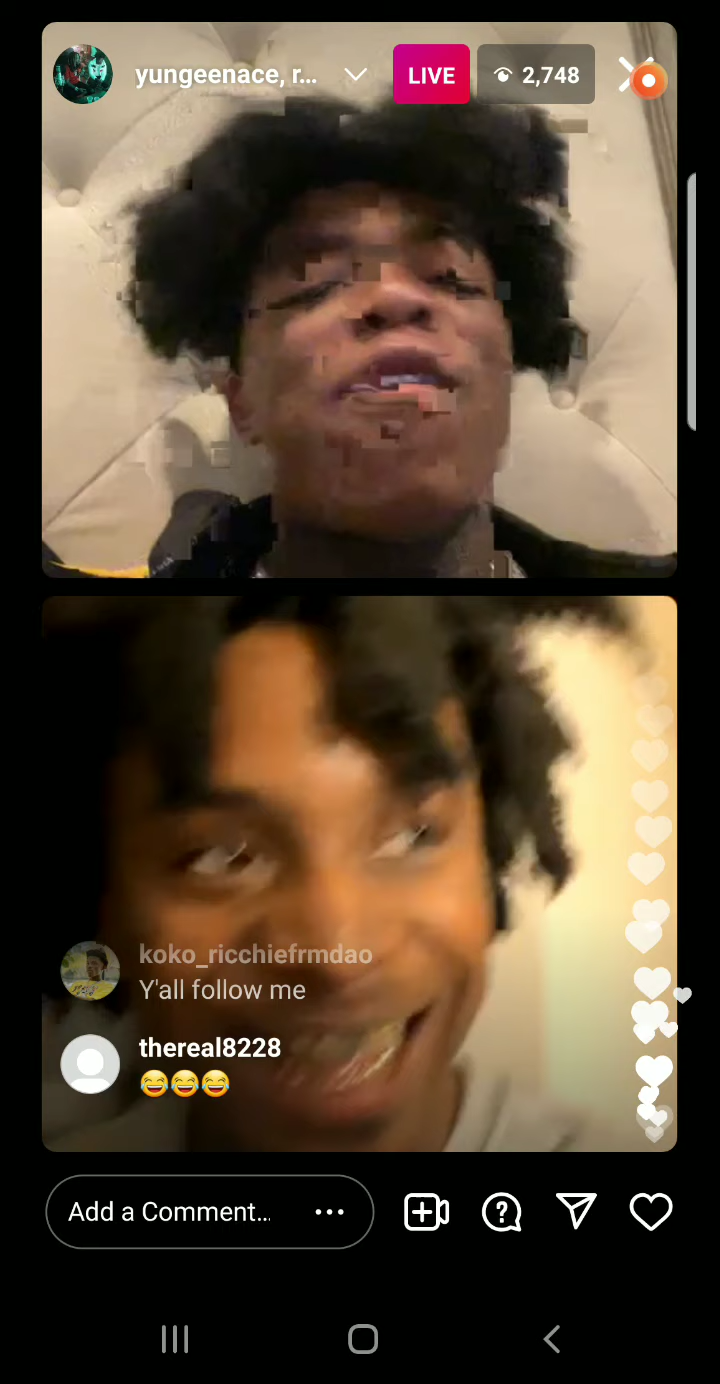 yungeenace, r...
LIVE
2,748
koko_ricchiefrmdao
Y'all follow me
thereal8228
😂😂😂
Add a Comment...